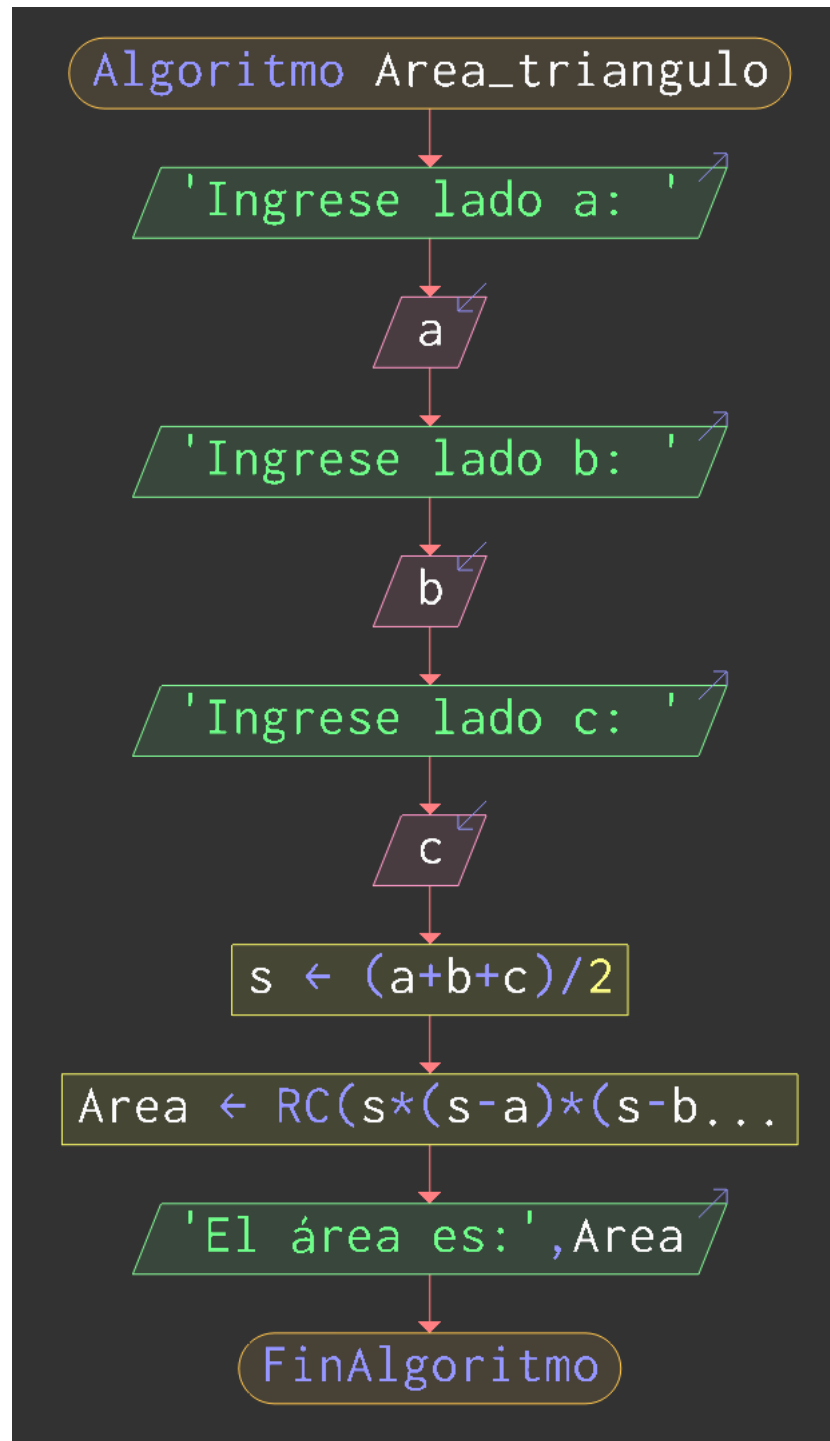 Algoritmo Area_triangulo
'Ingrese lado a: '
a
'Ingrese lado b: '
b
'Ingrese lado c: '
c
s ← (a+b+c)/2
Area ← RC(s*(s-a)*(s-b...
'El área es:',Area
FinAlgoritmo